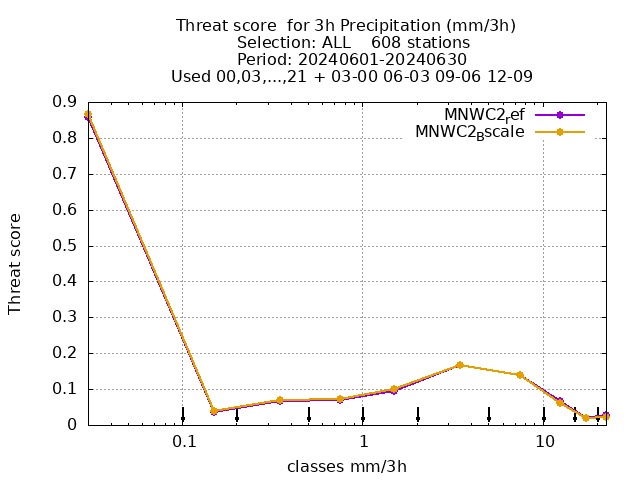 Threat score  for 3h Precipitation (mm/3h)
Selection: ALL    608 stations
Period: 20240601-20240630
Used 00,03,...,21 + 03-00 06-03 09-06 12-09
MNWC2ref
MNWC2Bscale
0.9
0.8
0.7
0.6
0.5
0.4
0.3
0.2
0.1
0
Threat score
0.1
1
10
classes mm/3h